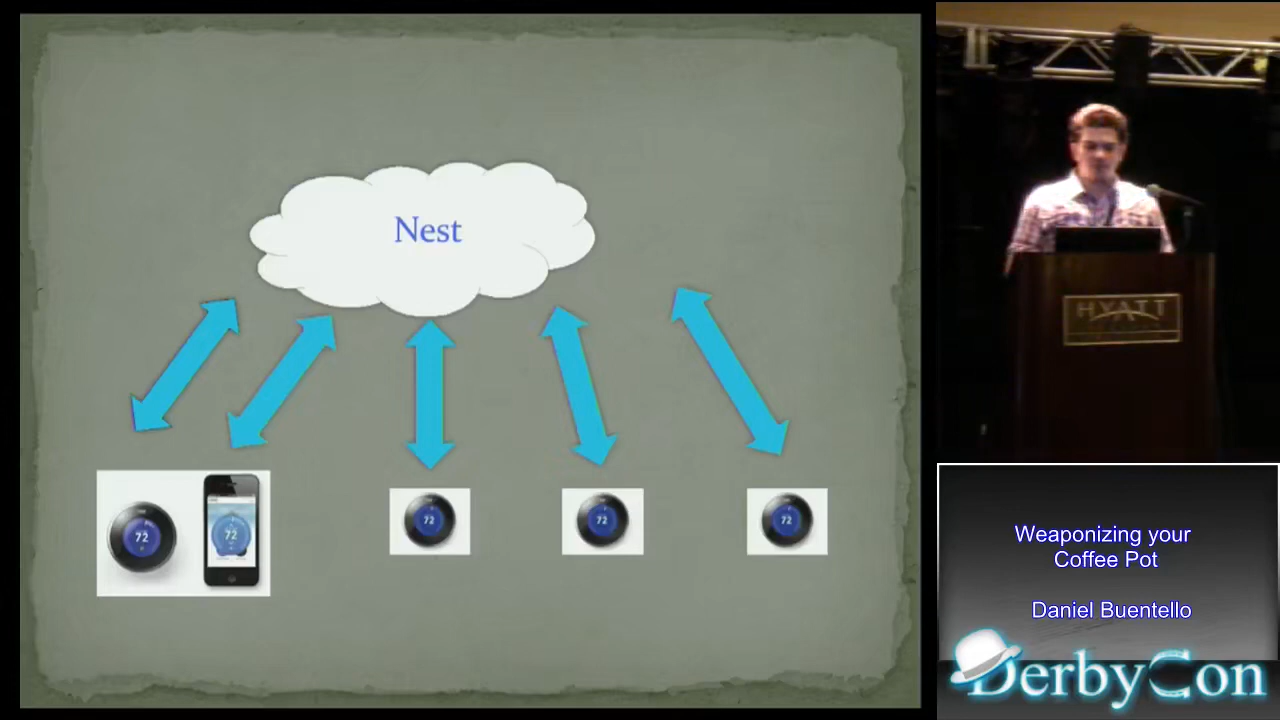 Nest
72
72
72
72
72
HYATT
Weaponizing your
Coffee Pot
Daniel Buentello
DerbyCon